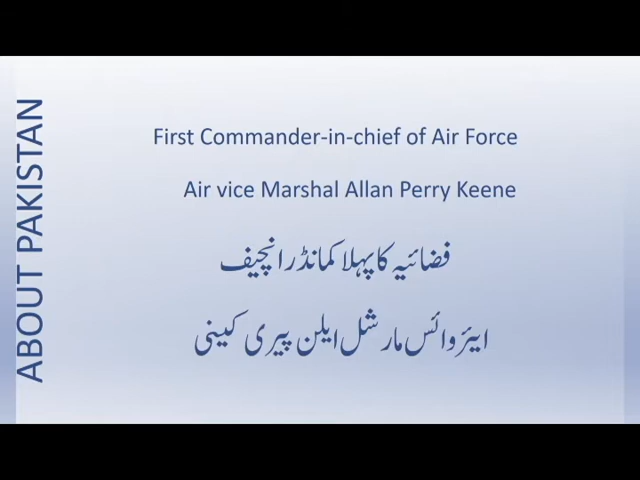 ABOUT PAKISTAN
First Commander-in-chief of Air Force
Air vice Marshal Allan Perry Keene
فضائیہ کا پہلا کمانڈر انچیف
ایئر وائس مارشل ایلن پیری کینی